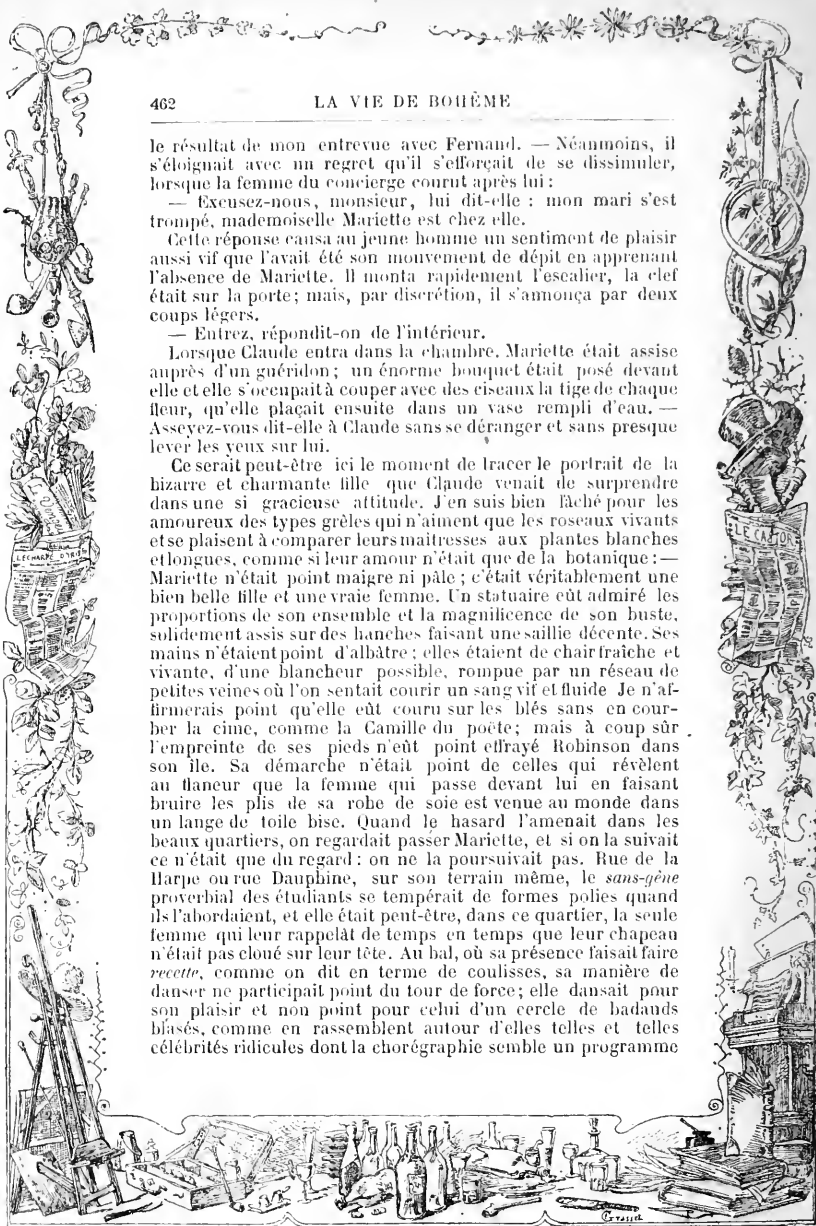 462
LA VIE DE BOHÊME
le résultat de mon entrevue avec Fernand. — Néanmoins, il
s'éloignait avec un regret qu'il s'efforçait de se dissimuler,
lorsque la femme du concierge courut après lui :
— Excusez-nous, monsieur, lui dit-elle : mon mari s'est
trompé, mademoiselle Mariette est chez elle.
Cette réponse causa au jeune homme un sentiment de plaisir
aussi vif que l'avait été son mouvement de dépit en apprenant
l'absence de Mariette. Il monta rapidement l'escalier, la clef
était sur la porte; mais, par discrétion, il s'annonça par deux
coups légers.
— Entrez, répondit-on de l'intérieur.
Lorsque Claude entra dans la chambre. Mariette était assise
auprès d'un guéridon; un énorme bouquet était posé devant
elle et elle s'occupait à couper avec des ciseaux la tige de chaque
fleur, qu'elle plaçait ensuite dans un vase rempli d'eau. —
Asseyez-vous dit-elle à Claude sans se déranger et sans presque
lever les yeux sur lui.
Ce serait peut-être ici le moment de tracer le portrait de la
bizarre et charmante fille que Claude venait de surprendre
dans une si gracieuse attitude. J'en suis bien fâché pour les
amoureux des types grêles qui n'aiment que les roseaux vivants
et se plaisent à comparer leurs maitresses aux plantes blanches
et longues, comme si leur amour n'était que de la botanique : —
Mariette n'était point maigre ni pâle ; c'était véritablement une
bien belle fille et une vraie femme. Un statuaire eût admiré les
proportions de son ensemble et la magnificence de son buste,
solidement assis sur des hanches faisant une saillie décente. Ses
mains n'étaient point d'albâtre ; elles étaient de chair fraîche et
vivante, d'une blancheur possible, rompue par un réseau de
petites veines où l'on sentait courir un sang vif et fluide Je n'af-
firmerais point qu'elle eût couru sur les blés sans en cour-
ber la cime, comme la Camille du poëte; mais à coup sûr
l'empreinte de ses pieds n'eût point effrayé Robinson dans
son île. Sa démarche n'était point de celles qui révèlent
au flaneur que la femme qui passe devant lui en faisant
bruire les plis de sa robe de soie est venue au monde dans
un lange de toile bise. Quand le hasard l'amenait dans les
beaux quartiers, on regardait passer Mariette, et si on la suivait
ce n'était que du regard : on ne la poursuivait pas. Rue de la
Harpe ou rue Dauphine, sur son terrain même, le sans-gêne
proverbial des étudiants se tempérait de formes polies quand
ils l'abordaient, et elle était peut-être, dans ce quartier, la seule
femme qui leur rappelât de temps en temps que leur chapeau
n'était pas cloué sur leur tête. Au bal, où sa présence faisait faire
recette, comme on dit en terme de coulisses, sa manière de
danser ne participait point du tour de force; elle dansait pour
son plaisir et non point pour celui d'un cercle de badauds
blasés, comme en rassemblent autour d'elles telles et telles
célébrités ridicules dont la chorégraphie semble un programme
L'ECHARPE D'IRIS
LE CASTOR
Grasset